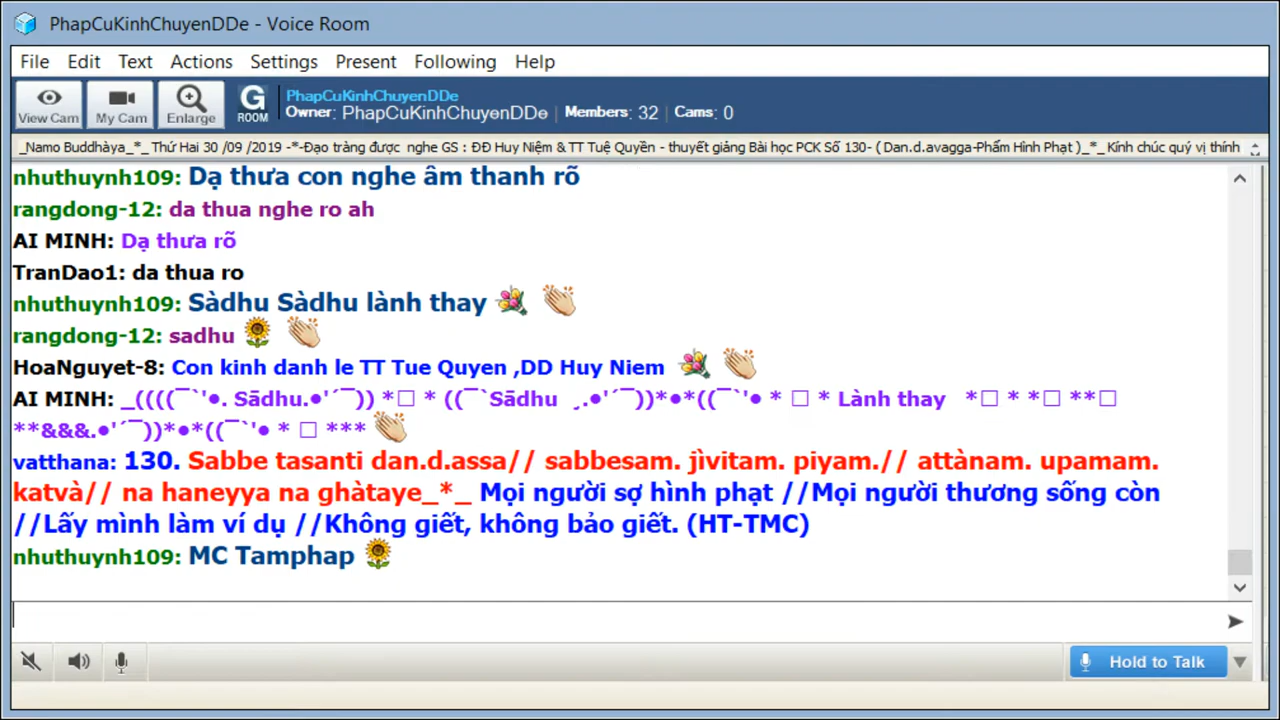 PhapCuKinhChuyenDDe - Voice Room
File Edit Text Actions Settings Present Following Help
View Cam My Cam Enlarge G ROOM PhapCuKinhChuyenDDe
Owner: PhapCuKinhChuyenDDe | Members: 32 | Cams: 0
_Namo Buddhàya_*_ Thứ Hai 30 /09 /2019 -*-Đạo tràng được nghe GS : ĐĐ Huy Niệm & TT Tuệ Quyền - thuyết giảng Bài học PCK Số 130- ( Dan.d.avagga-Phẩm Hình Phạt )_*_ Kính chúc quý vị thính
nhuthuynh109: Dạ thưa con nghe âm thanh rõ
rangdong-12: da thua nghe ro ah
AI MINH: Dạ thưa rõ
TranDao1: da thua ro
nhuthuynh109: Sàdhu Sàdhu lành thay
rangdong-12: sadhu
HoaNguyet-8: Con kinh danh le TT Tue Quyen ,DD Huy Niem
AI MINH: _((((¯`'●. Sādhu.●'´¯)) *□ * ((¯`Sādhu ¸.●'´¯))*●*((¯`'● * □ * Lành thay *□ * *□ **□
**&&&.●'´¯))*●*((¯`'● * □ ***
vatthana: 130. Sabbe tasanti dan.d.assa// sabbesam. jìvitam. piyam.// attànam. upamam.
katvà// na haneyya na ghàtaye_*_ Mọi người sợ hình phạt //Mọi người thương sống còn
//Lấy mình làm ví dụ //Không giết, không bảo giết. (HT-TMC)
nhuthuynh109: MC Tamphap
Hold to Talk